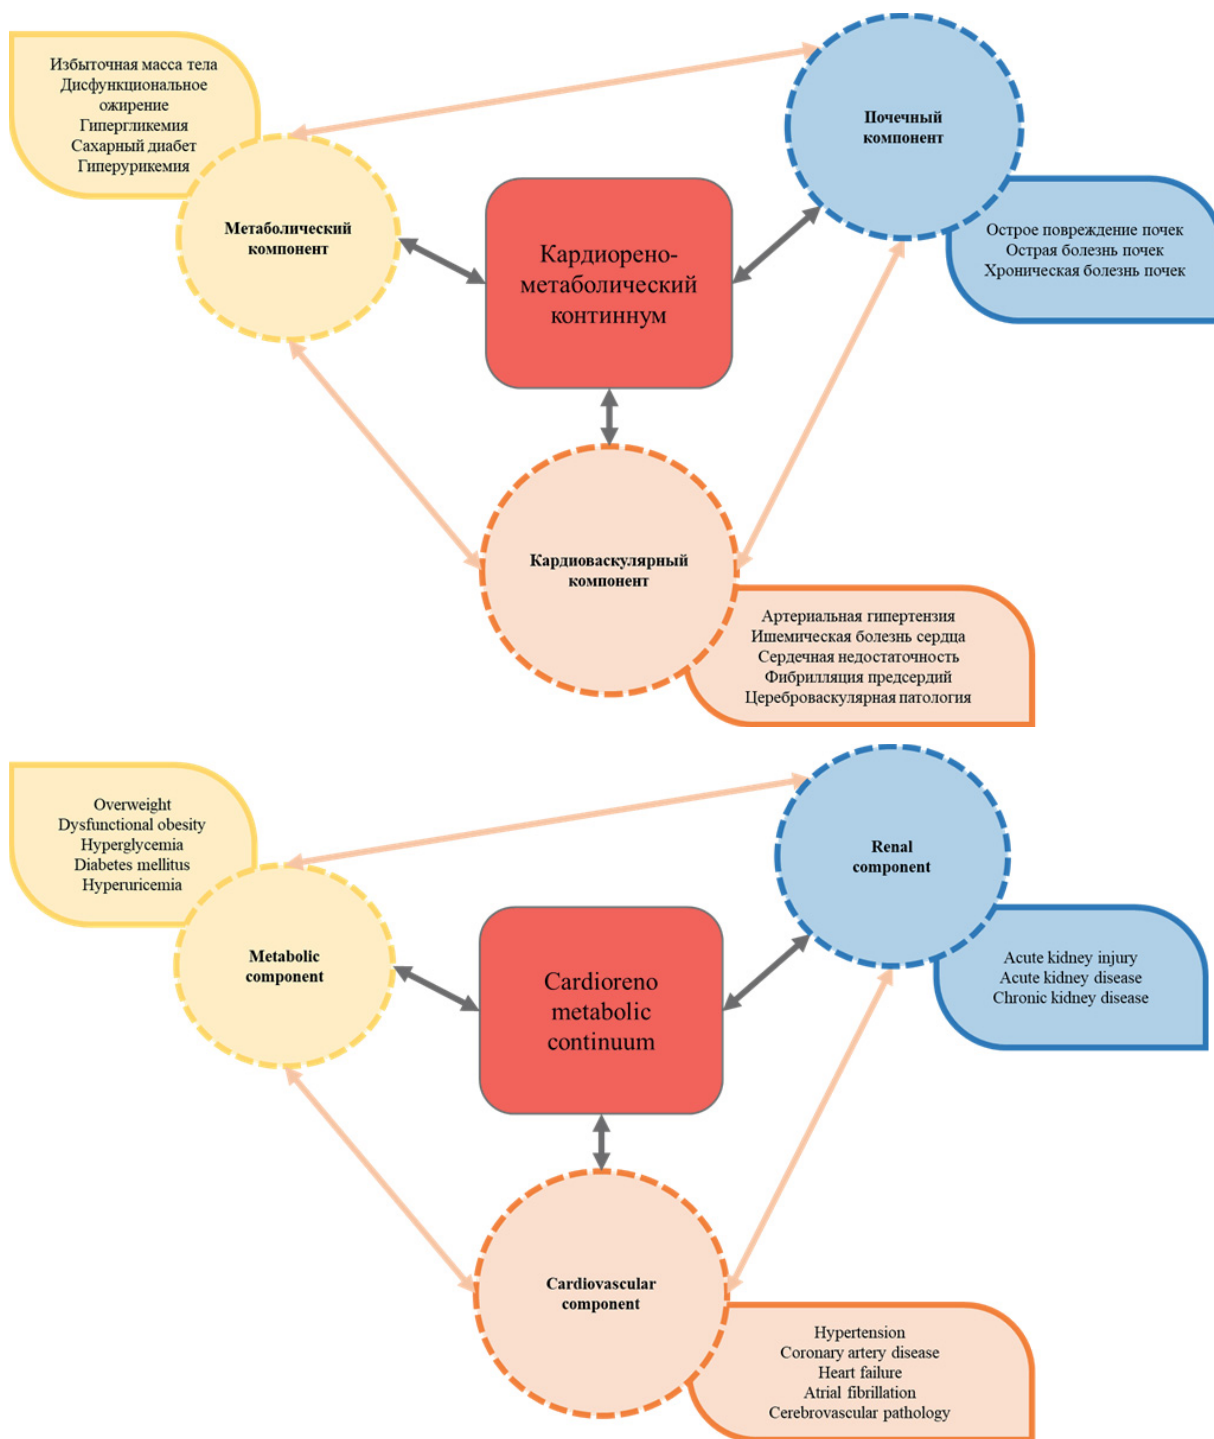 Избыточная масса тела
Дисфункциональное
ожирение
Гипергликемия
Сахарный диабет
Гиперурикемия
Метаболический
компонент
Почечный
компонент
Острое повреждение почек
Острая болезнь почек
Хроническая болезнь почек
Кардиорено-
метаболический
континнум
Кардиоваскулярный
компонент
Артериальная гипертензия
Ишемическая болезнь сердца
Сердечная недостаточность
Фибрилляция предсердий
Цереброваскулярная патология
Overweight
Dysfunctional obesity
Hyperglycemia
Diabetes mellitus
Hyperuricemia
Metabolic
component
Renal
component
Acute kidney injury
Acute kidney disease
Chronic kidney disease
Cardioreno
metabolic
continuum
Cardiovascular
component
Hypertension
Coronary artery disease
Heart failure
Atrial fibrillation
Cerebrovascular pathology